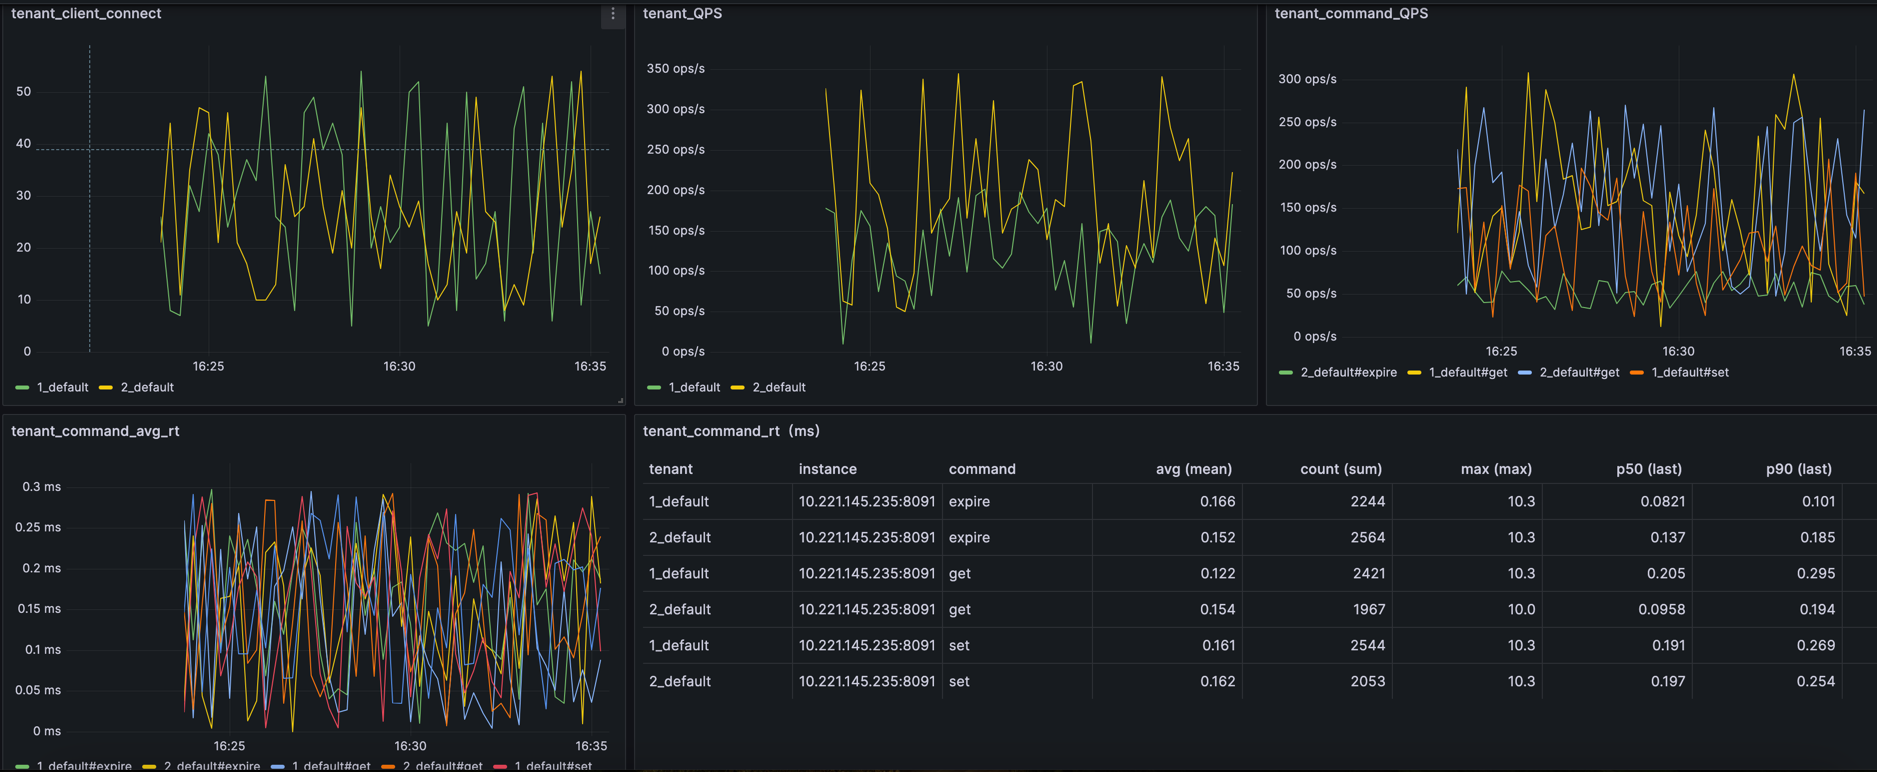 tenant_client_connect
50
40
30
20
10
0
16:25 16:30 16:35
1_default 2_default
tenant_QPS
350 ops/s
300 ops/s
250 ops/s
200 ops/s
150 ops/s
100 ops/s
50 ops/s
0 ops/s
16:25 16:30 16:35
1_default 2_default
tenant_command_QPS
300 ops/s
250 ops/s
200 ops/s
150 ops/s
100 ops/s
50 ops/s
0 ops/s
16:25 16:30 16:35
2_default#expire 1_default#get 2_default#get 1_default#set
tenant_command_avg_rt
0.3 ms
0.25 ms
0.2 ms
0.15 ms
0.1 ms
0.05 ms
0 ms
16:25 16:30 16:35
1_default#expire 2_default#expire 1_default#get 2_default#get 1_default#set
tenant_command_rt (ms)
tenant instance command avg (mean) count (sum) max (max) p50 (last) p90 (last)
1_default 10.221.145.235:8091 expire 0.166 2244 10.3 0.0821 0.101
2_default 10.221.145.235:8091 expire 0.152 2564 10.3 0.137 0.185
1_default 10.221.145.235:8091 get 0.122 2421 10.3 0.205 0.295
2_default 10.221.145.235:8091 get 0.154 1967 10.0 0.0958 0.194
1_default 10.221.145.235:8091 set 0.161 2544 10.3 0.191 0.269
2_default 10.221.145.235:8091 set 0.162 2053 10.3 0.197 0.254